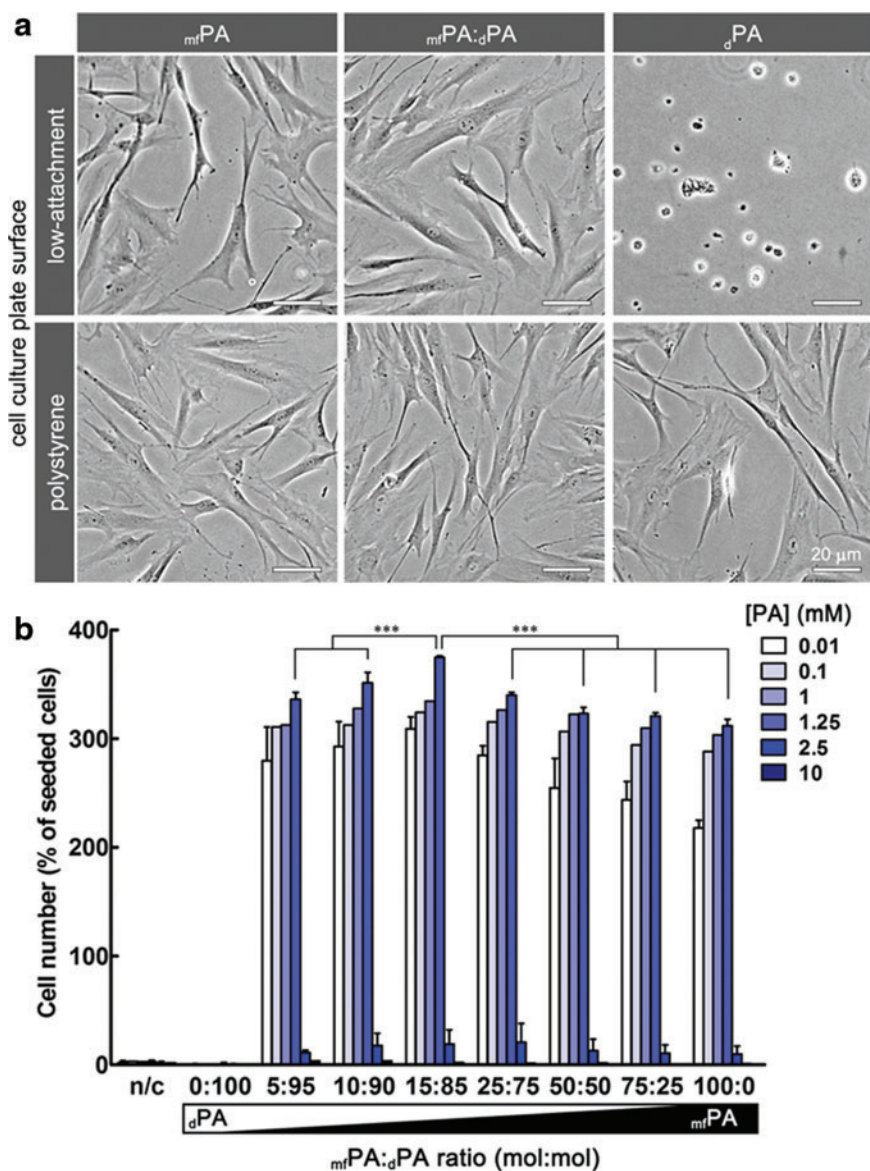 a
mfPA
mfPA:dPA
dPA
cell culture plate surface
low-attachment
polystyrene
20 μm
b
[PA] (mM)
0.01
0.1
1
1.25
2.5
10
*** ***
Cell number (% of seeded cells)
400
300
200
100
0
n/c 0:100 5:95 10:90 15:85 25:75 50:50 75:25 100:0
dPA mfPA
mfPA:dPA ratio (mol:mol)